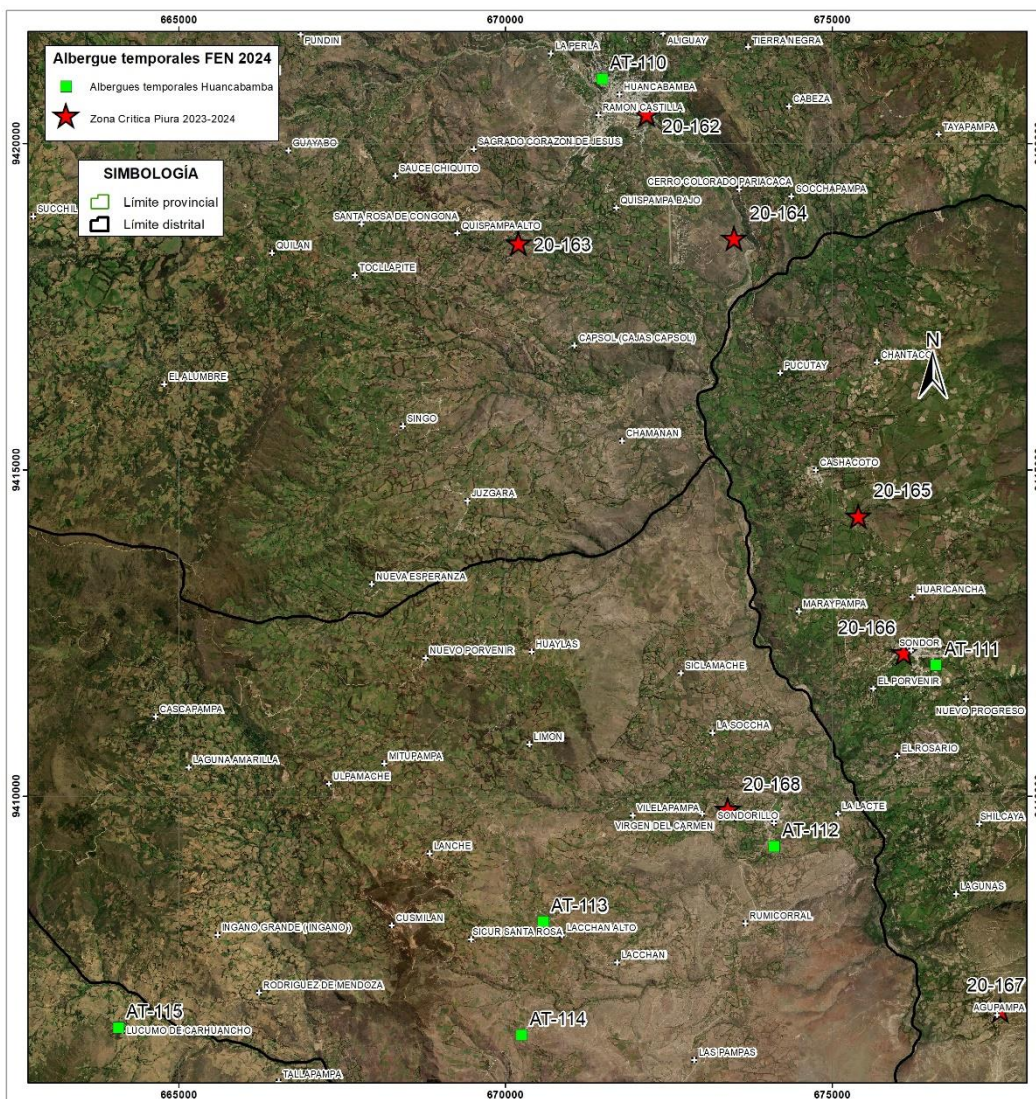 665000
670000
675000
Albergue temporales FEN 2024
Albergues temporales Huancabamba
Zona Critica Piura 2023-2024
SIMBOLOGÍA
Límite provincial
Límite distrital
PUNDIN
LA PERLA
ALIGUAY
TIERRA NEGRA
AT-110
HUANCABAMBA
CABEZA
RAMON CASTILLA
20-162
TAYAPAMPA
9420000
GUAYABO
SAGRADO CORAZON DE JESUS
SAUCE CHIQUITO
CERRO COLORADO PARIACACA
SOCCHAPAMPA
SUCCHIL
SANTA ROSA DE CONGONA
QUISPAMPA BAJO
20-164
QUISPAMPA ALTO
20-163
QUILAN
TOCLLAPITE
CAPSOL (CAJAS CAPSOL)
N
CHANTACO
PUCUTAY
EL ALUMBRE
SINGO
CHAMANAN
9415000
CASHACOTO
JUZGARA
20-165
NUEVA ESPERANZA
HUARICANCHA
MARAYPAMPA
20-166
SONDOR
AT-111
HUAYLAS
NUEVO PORVENIR
SICLAMACHE
EL PORVENIR
NUEVO PROGRESO
CASCAPAMPA
LA SOCCHA
LIMON
EL ROSARIO
LAGUNA AMARILLA
MITUPAMPA
ULPAMACHE
9410000
20-168
VILELAPAMPA
LA LACTE
SONDORILLO
VIRGEN DEL CARMEN
SHILCAYA
AT-112
LANCHE
LAGUNAS
AT-113
CUSMILAN
RUMICORRAL
INGANO GRANDE (INGANO)
SICUR SANTA ROSA
LACCHAN ALTO
LACCHAN
RODRIGUEZ DE MENDOZA
20-167
AGUPAMPA
AT-115
LUCUMO DE CARHUANCHO
AT-114
LAS PAMPAS
TALLAPAMPA
665000
670000
675000